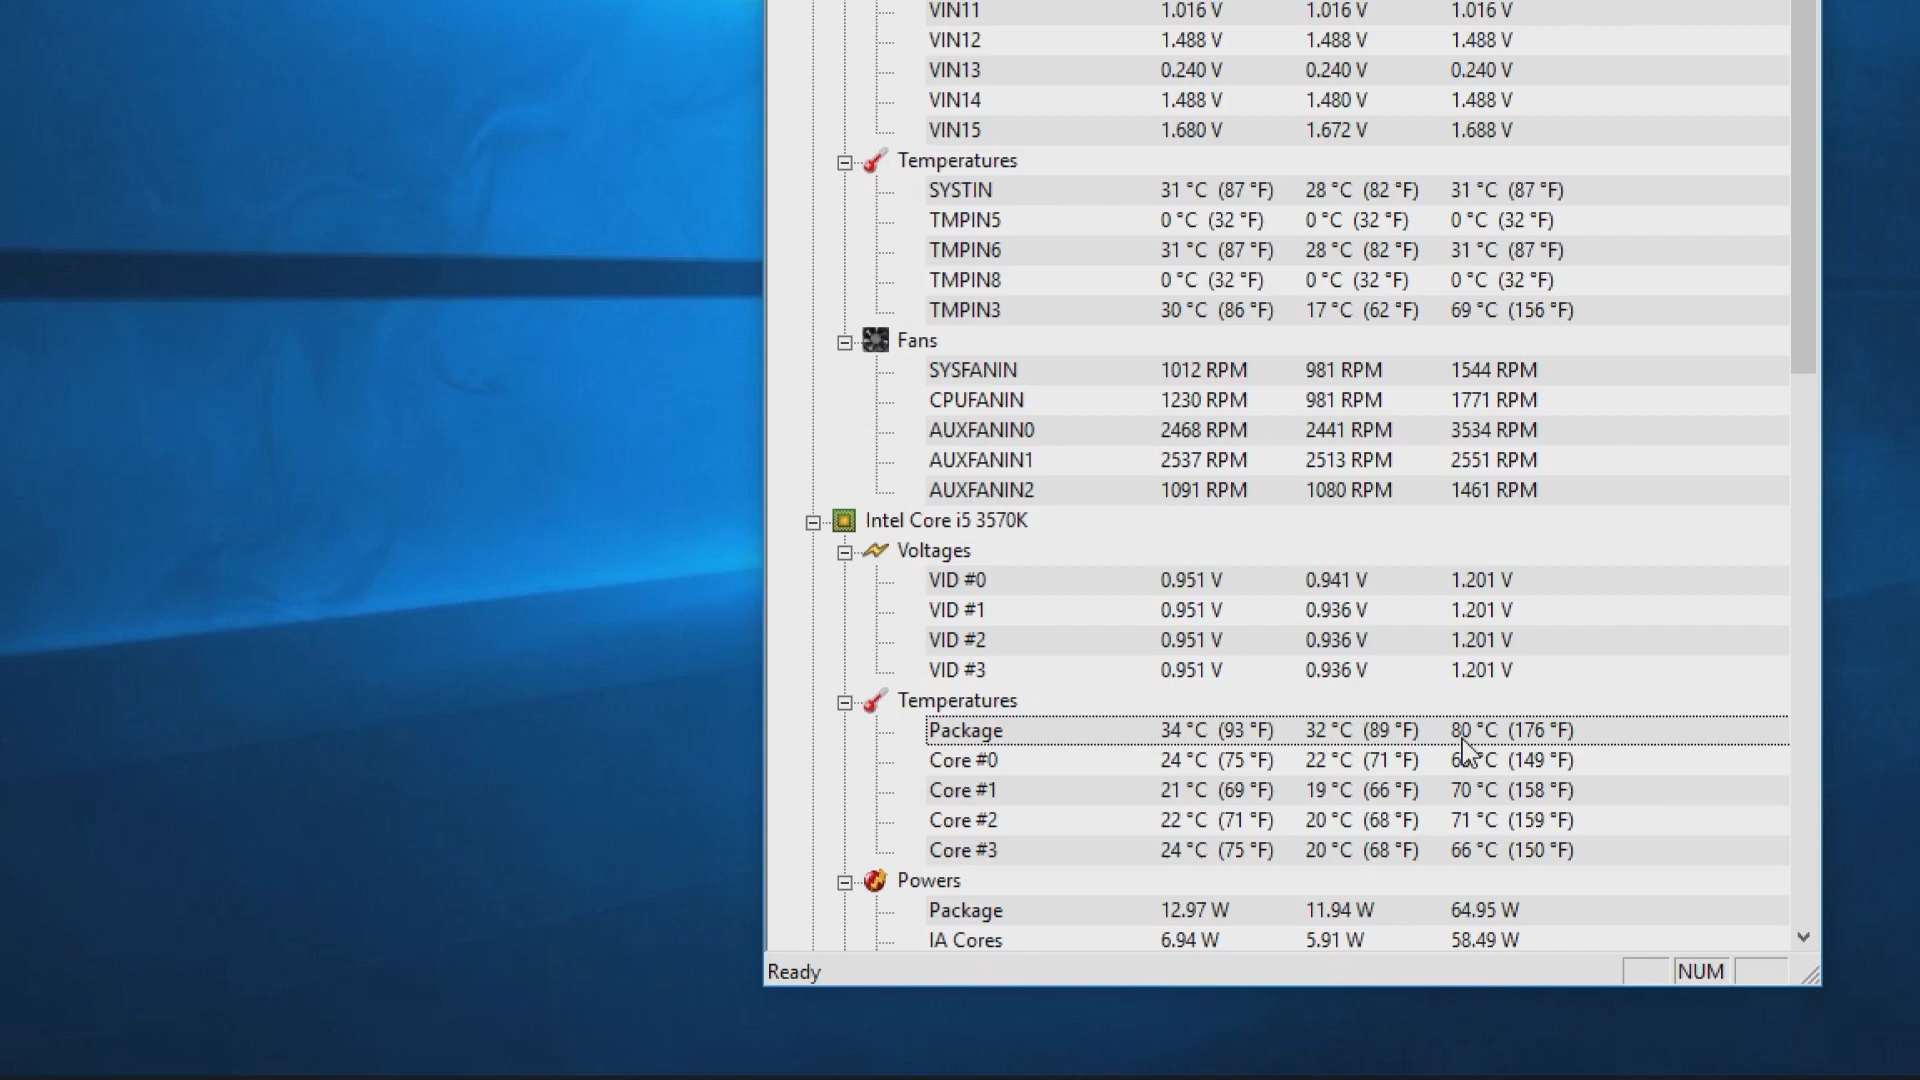 VIN11 1.016 V 1.016 V 1.016 V
VIN12 1.488 V 1.488 V 1.488 V
VIN13 0.240 V 0.240 V 0.240 V
VIN14 1.488 V 1.480 V 1.488 V
VIN15 1.680 V 1.672 V 1.688 V
Temperatures
SYSTIN 31 °C (87 °F) 28 °C (82 °F) 31 °C (87 °F)
TMPIN5 0 °C (32 °F) 0 °C (32 °F) 0 °C (32 °F)
TMPIN6 31 °C (87 °F) 28 °C (82 °F) 31 °C (87 °F)
TMPIN8 0 °C (32 °F) 0 °C (32 °F) 0 °C (32 °F)
TMPIN3 30 °C (86 °F) 17 °C (62 °F) 69 °C (156 °F)
Fans
SYSFANIN 1012 RPM 981 RPM 1544 RPM
CPUFANIN 1230 RPM 981 RPM 1771 RPM
AUXFANIN0 2468 RPM 2441 RPM 3534 RPM
AUXFANIN1 2537 RPM 2513 RPM 2551 RPM
AUXFANIN2 1091 RPM 1080 RPM 1461 RPM
Intel Core i5 3570K
Voltages
VID #0 0.951 V 0.941 V 1.201 V
VID #1 0.951 V 0.936 V 1.201 V
VID #2 0.951 V 0.936 V 1.201 V
VID #3 0.951 V 0.936 V 1.201 V
Temperatures
Package 34 °C (93 °F) 32 °C (89 °F) 80 °C (176 °F)
Core #0 24 °C (75 °F) 22 °C (71 °F) (149 °F)
Core #1 21 °C (69 °F) 19 °C (66 °F) 70 °C (158 °F)
Core #2 22 °C (71 °F) 20 °C (68 °F) 71 °C (159 °F)
Core #3 24 °C (75 °F) 20 °C (68 °F) 66 °C (150 °F)
Powers
Package 12.97 W 11.94 W 64.95 W
IA Cores 6.94 W 5.91 W 58.49 W
Ready NUM